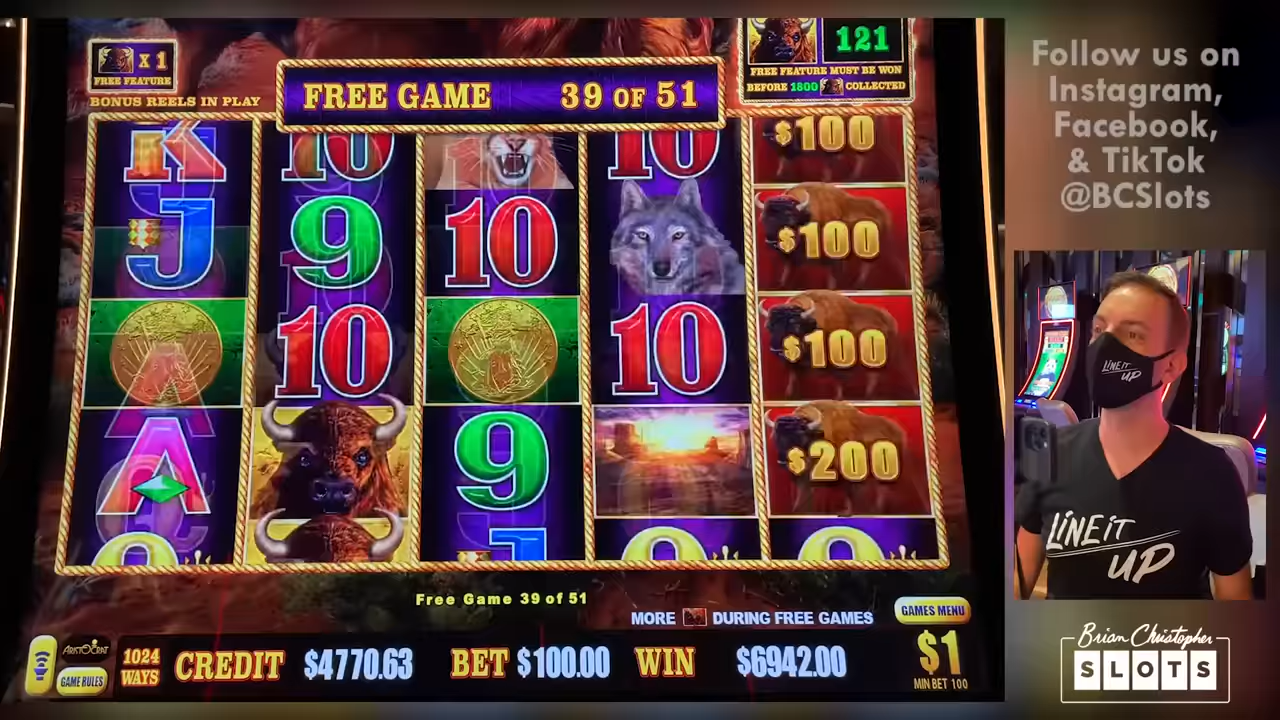 X 1
FREE FEATURE
BONUS REELS IN PLAY
FREE GAME 39 OF 51
121
FREE FEATURE MUST BE WON
BEFORE 1800 COLLECTED
K
10
10
$100
J
9
10
$100
10
10
$100
A
9
$200
J
Free Game 39 of 51
MORE DURING FREE GAMES
GAMES MENU
ARISTOCRAT
GAME RULES
1024
WAYS
CREDIT $4770.63
BET $100.00
WIN $6942.00
$1
MIN BET 100
Follow us on
Instagram,
Facebook,
& TikTok
@BCSlots
LINE IT
UP
LINE IT
UP
Brian Christopher
SLOTS